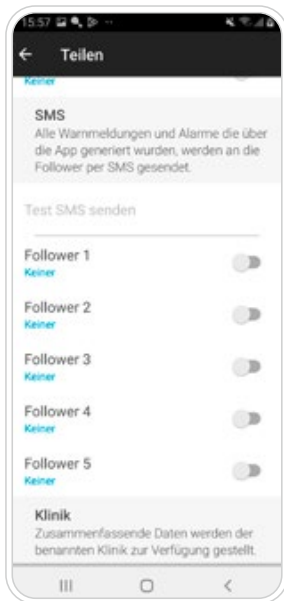 15:57
Teilen
Keiner
SMS
Alle Warnmeldungen und Alarme die über
die App generiert wurden, werden an die
Follower per SMS gesendet.
Test SMS senden
Follower 1
Keiner
Follower 2
Keiner
Follower 3
Keiner
Follower 4
Keiner
Follower 5
Keiner
Klinik
Zusammenfassende Daten werden der
benannten Klinik zur Verfügung gestellt.